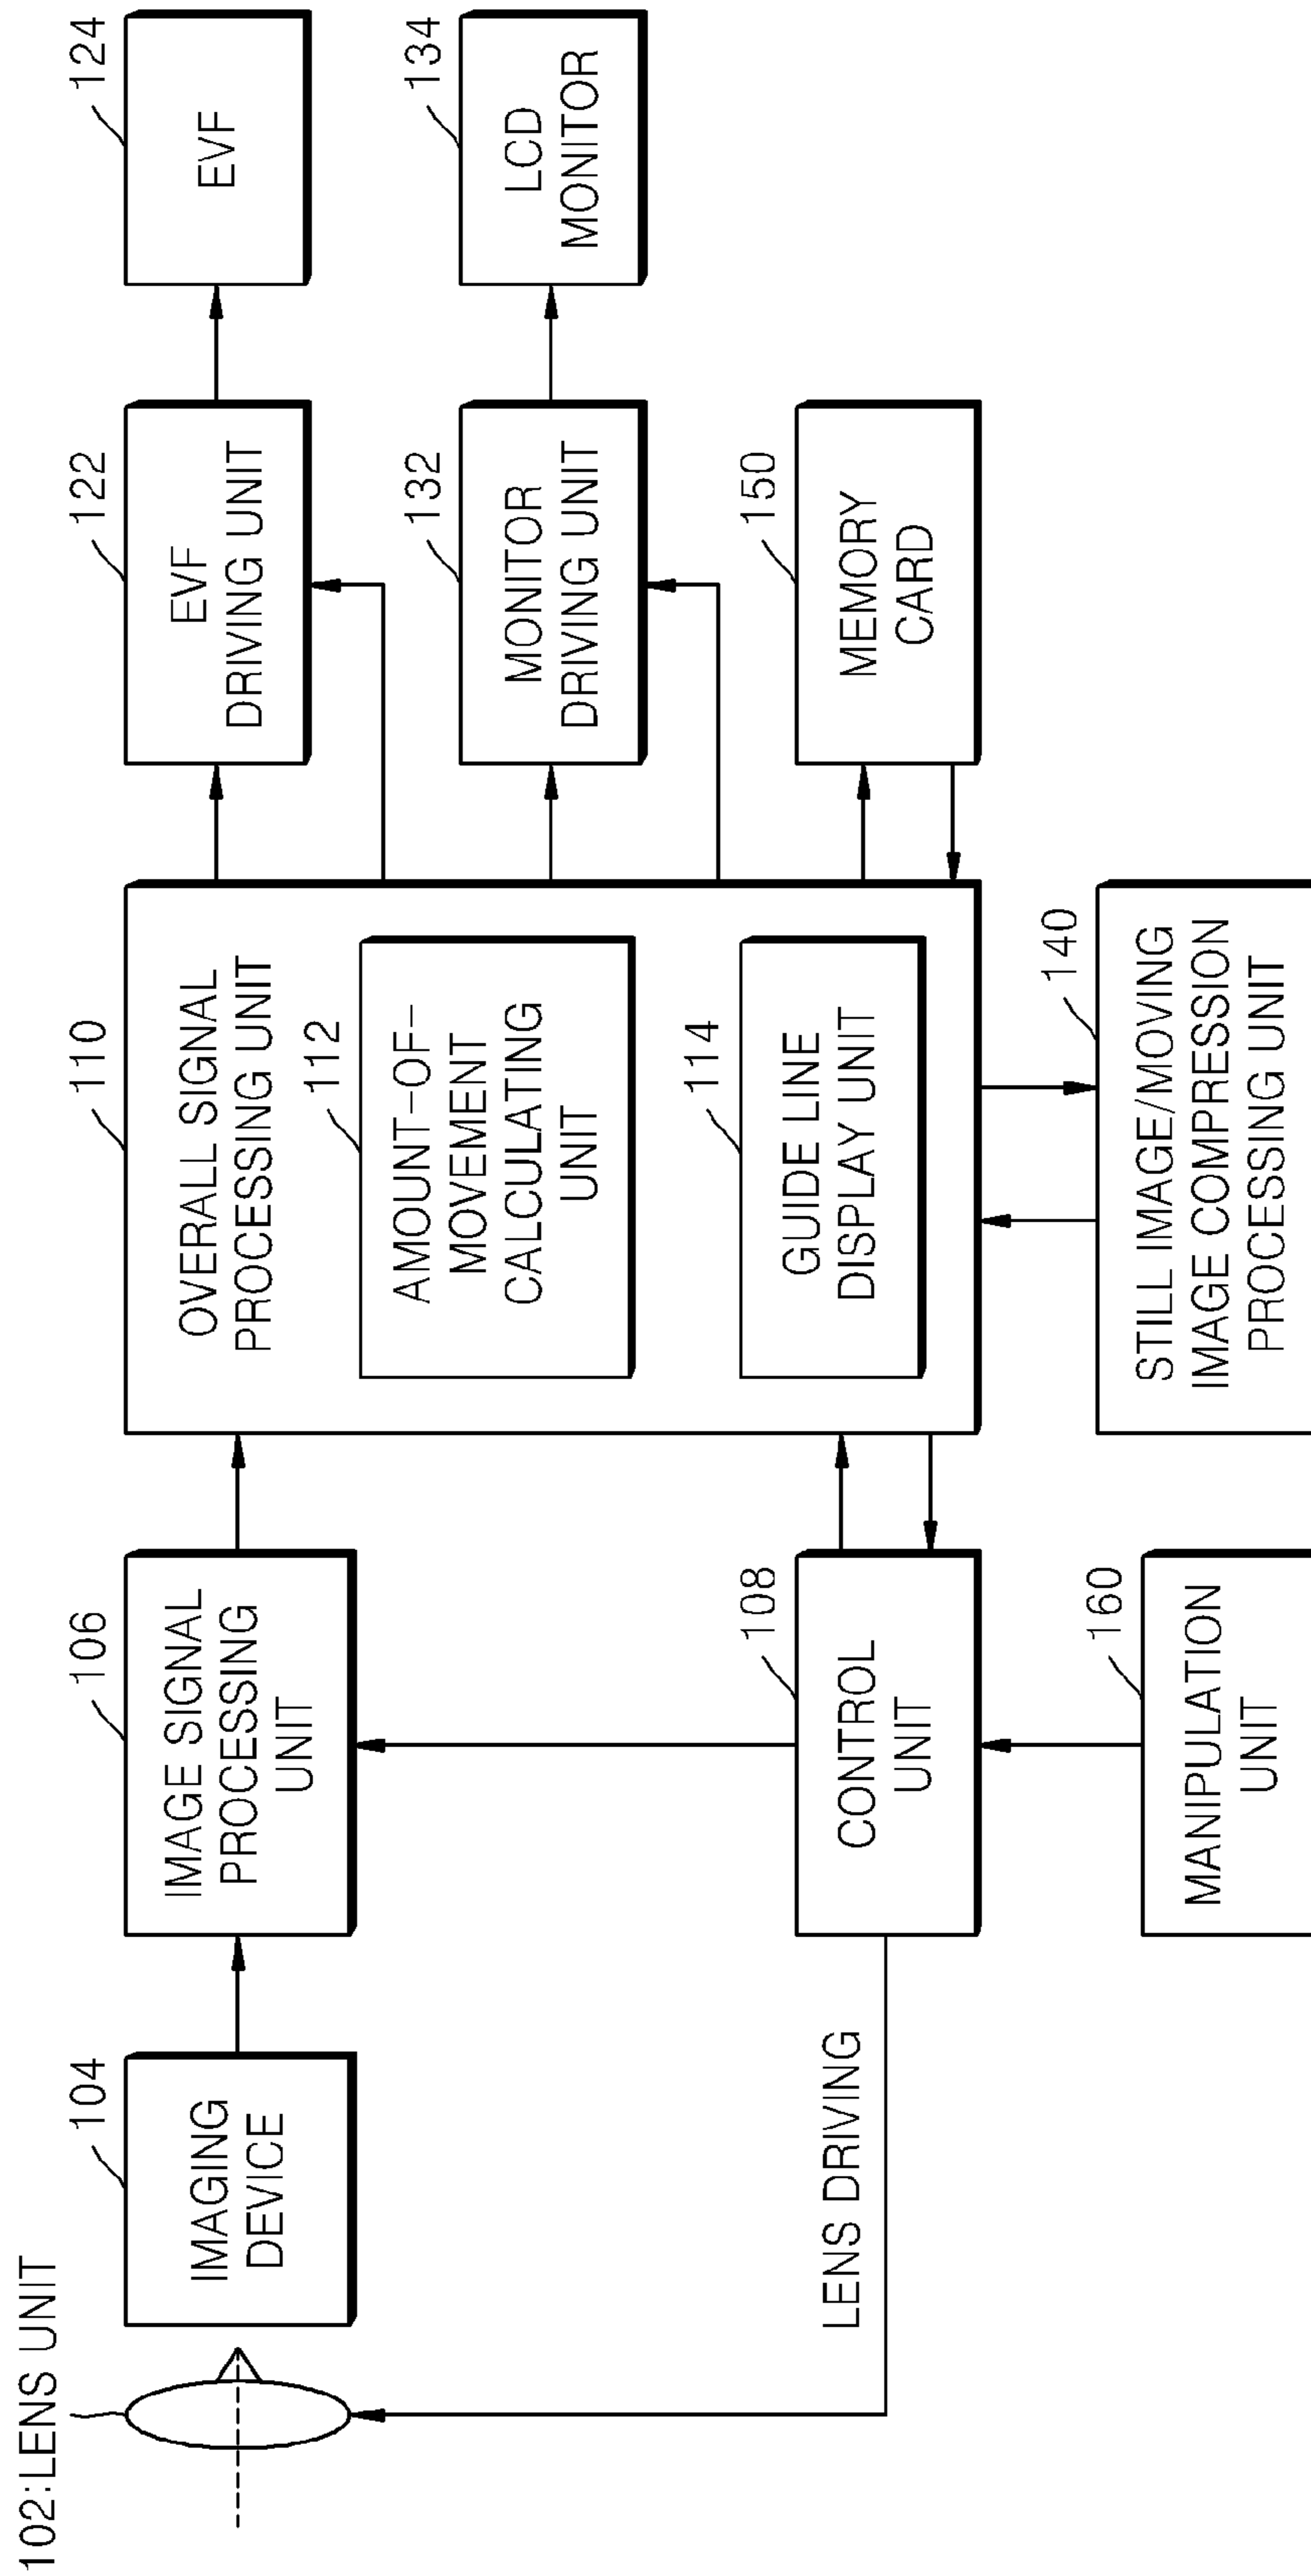 102:LENS UNIT
104
IMAGING
DEVICE
106
IMAGE SIGNAL
PROCESSING
UNIT
110
OVERALL SIGNAL
PROCESSING UNIT
112
AMOUNT-OF-
MOVEMENT
CALCULATING
UNIT
114
GUIDE LINE
DISPLAY UNIT
122
EVF
DRIVING UNIT
124
EVF
132
MONITOR
DRIVING UNIT
134
LCD
MONITOR
150
MEMORY
CARD
LENS DRIVING
108
CONTROL
UNIT
160
MANIPULATION
UNIT
140
STILL IMAGE/MOVING
IMAGE COMPRESSION
PROCESSING UNIT